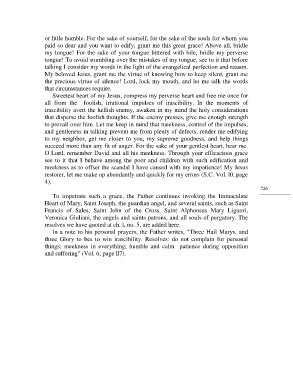 or little humble. For the sake of yourself, for the sake of the souls for whom you
paid so dear and you want to edify, grant me this great grace! Above all, bridle
my tongue! For the sake of your tongue bittered with bile, bridle my perverse
tongue! To avoid stumbling over the mistakes of my tongue, see to it that before
talking I consider my words in the light of the evangelical perfection and reason.
My beloved Jesus, grant me the virtue of knowing how to keep silent, grant me
the precious virtue of silence! Lord, lock my mouth, and let me talk the words
that circumstances require.
Sweetest heart of my Jesus, compress my perverse heart and free me once for
all from the foolish, irrational impulses of irascibility. In the moments of
irascibility avert the hellish enemy, awaken in my mind the holy considerations
that disperse the foolish thoughts. If the enemy presses, give me enough strength
to prevail over him. Let me keep in mind that meekness, control of the impulses,
and gentleness in talking prevent me from plenty of defects, render me edifying
to my neighbor, get me closer to you, my supreme goodness, and help things
succeed more than any fit of anger. For the sake of your gentlest heart, hear me.
O Lord, remember David and all his meekness. Through your efficacious grace
see to it that I behave among the poor and children with such edification and
meekness as to offset the scandal I have caused with my impatience! My Jesus
restorer, let me make up abundantly and quickly for my errors (S.C. Vol. I0, page
4).
726
To impetrate such a grace, the Father continues invoking the Immaculate
Heart of Mary, Saint Joseph, the guardian angel, and several saints, such as Saint
Francis of Sales, Saint John of the Cross, Saint Alphonsus Mary Liguori,
Veronica Giuliani, the angels and saints patrons, and all souls of purgatory. The
resolves we have quoted at ch. I, no. 5, are added here.
In a note to his personal prayers, the Father writes, "Three Hail Marys, and
three Glory to bes to win irascibility. Resolves: do not complain for personal
things; meekness in everything; humble and calm patience during opposition
and suffering" (Vol. 6, page II7).